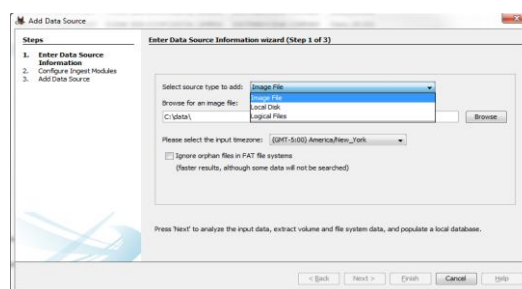 Add Data Source
Steps
1. Enter Data Source
Information
2. Configure Ingest Modules
3. Add Data Source
Enter Data Source Information wizard (Step 1 of 3)
Select source type to add: Image File
Image File
Local Disk
Logical Files
Browse for an image file:
C:\data\
Browse
Please select the input timezone: (GMT-5:00) America/New_York
Ignore orphan files in FAT file systems
(faster results, although some data will not be searched)
Press 'Next' to analyze the input data, extract volume and file system data, and populate a local database.
< Back Next > Finish Cancel Help